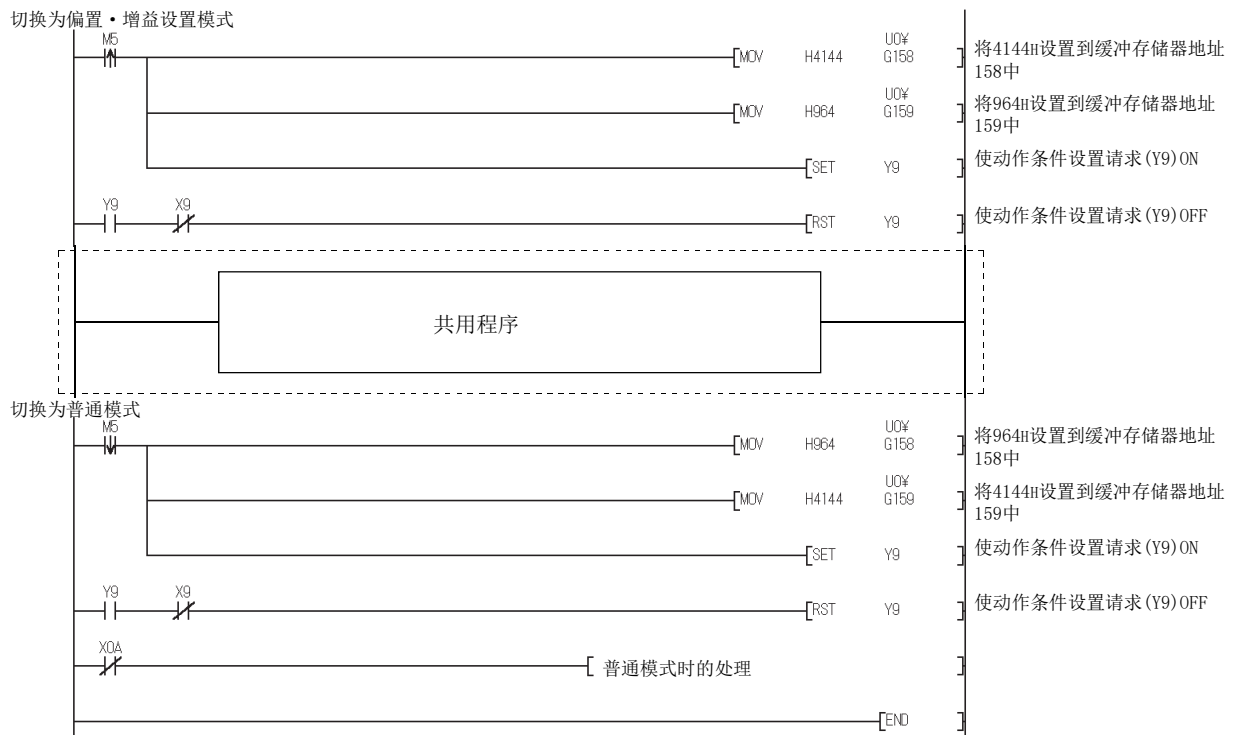 切换为偏置·增益设置模式
M5
MOV H4144 U0¥
G158
将4144H设置到缓冲存储器地址
158中
MOV H964 U0¥
G159
将964H设置到缓冲存储器地址
159中
SET Y9
使动作条件设置请求(Y9)ON
Y9 X9
RST Y9
使动作条件设置请求(Y9)OFF
共用程序
切换为普通模式
M5
MOV H964 U0¥
G158
将964H设置到缓冲存储器地址
158中
MOV H4144 U0¥
G159
将4144H设置到缓冲存储器地址
159中
SET Y9
使动作条件设置请求(Y9)ON
Y9 X9
RST Y9
使动作条件设置请求(Y9)OFF
X0A
普通模式时的处理
END